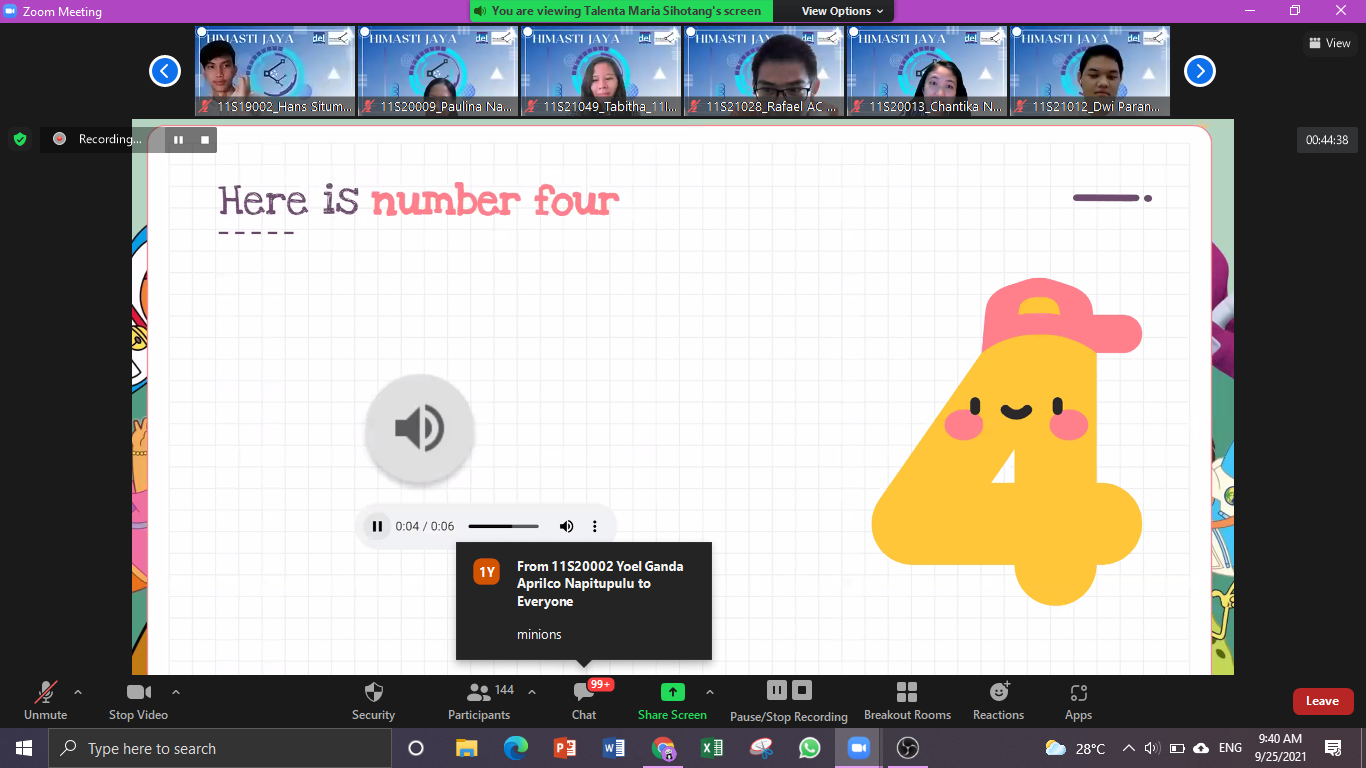 Zoom Meeting
You are viewing Talenta Maria Sihotang's screen
View Options
HIMASTI JAYA del
HIMASTI JAYA del
HIMASTI JAYA del
HIMASTI JAYA del
HIMASTI JAYA del
HIMASTI JAYA del
View
11S19002_Hans Situm...
11S20009_Paulina Na...
11S21049_Tabitha_11I...
11S21028_Rafael AC ...
11S20013_Chantika N...
11S21012_Dwi Paran...
Recording...
00:44:38
Here is number four
0:04 / 0:06
1Y
From 11S20002 Yoel Ganda
Aprilco Napitupulu to
Everyone
minions
Unmute
Stop Video
Security
144
Participants
99+
Chat
Share Screen
Pause/Stop Recording
Breakout Rooms
Reactions
Apps
Leave
Type here to search
28°C
ENG
9:40 AM
9/25/2021